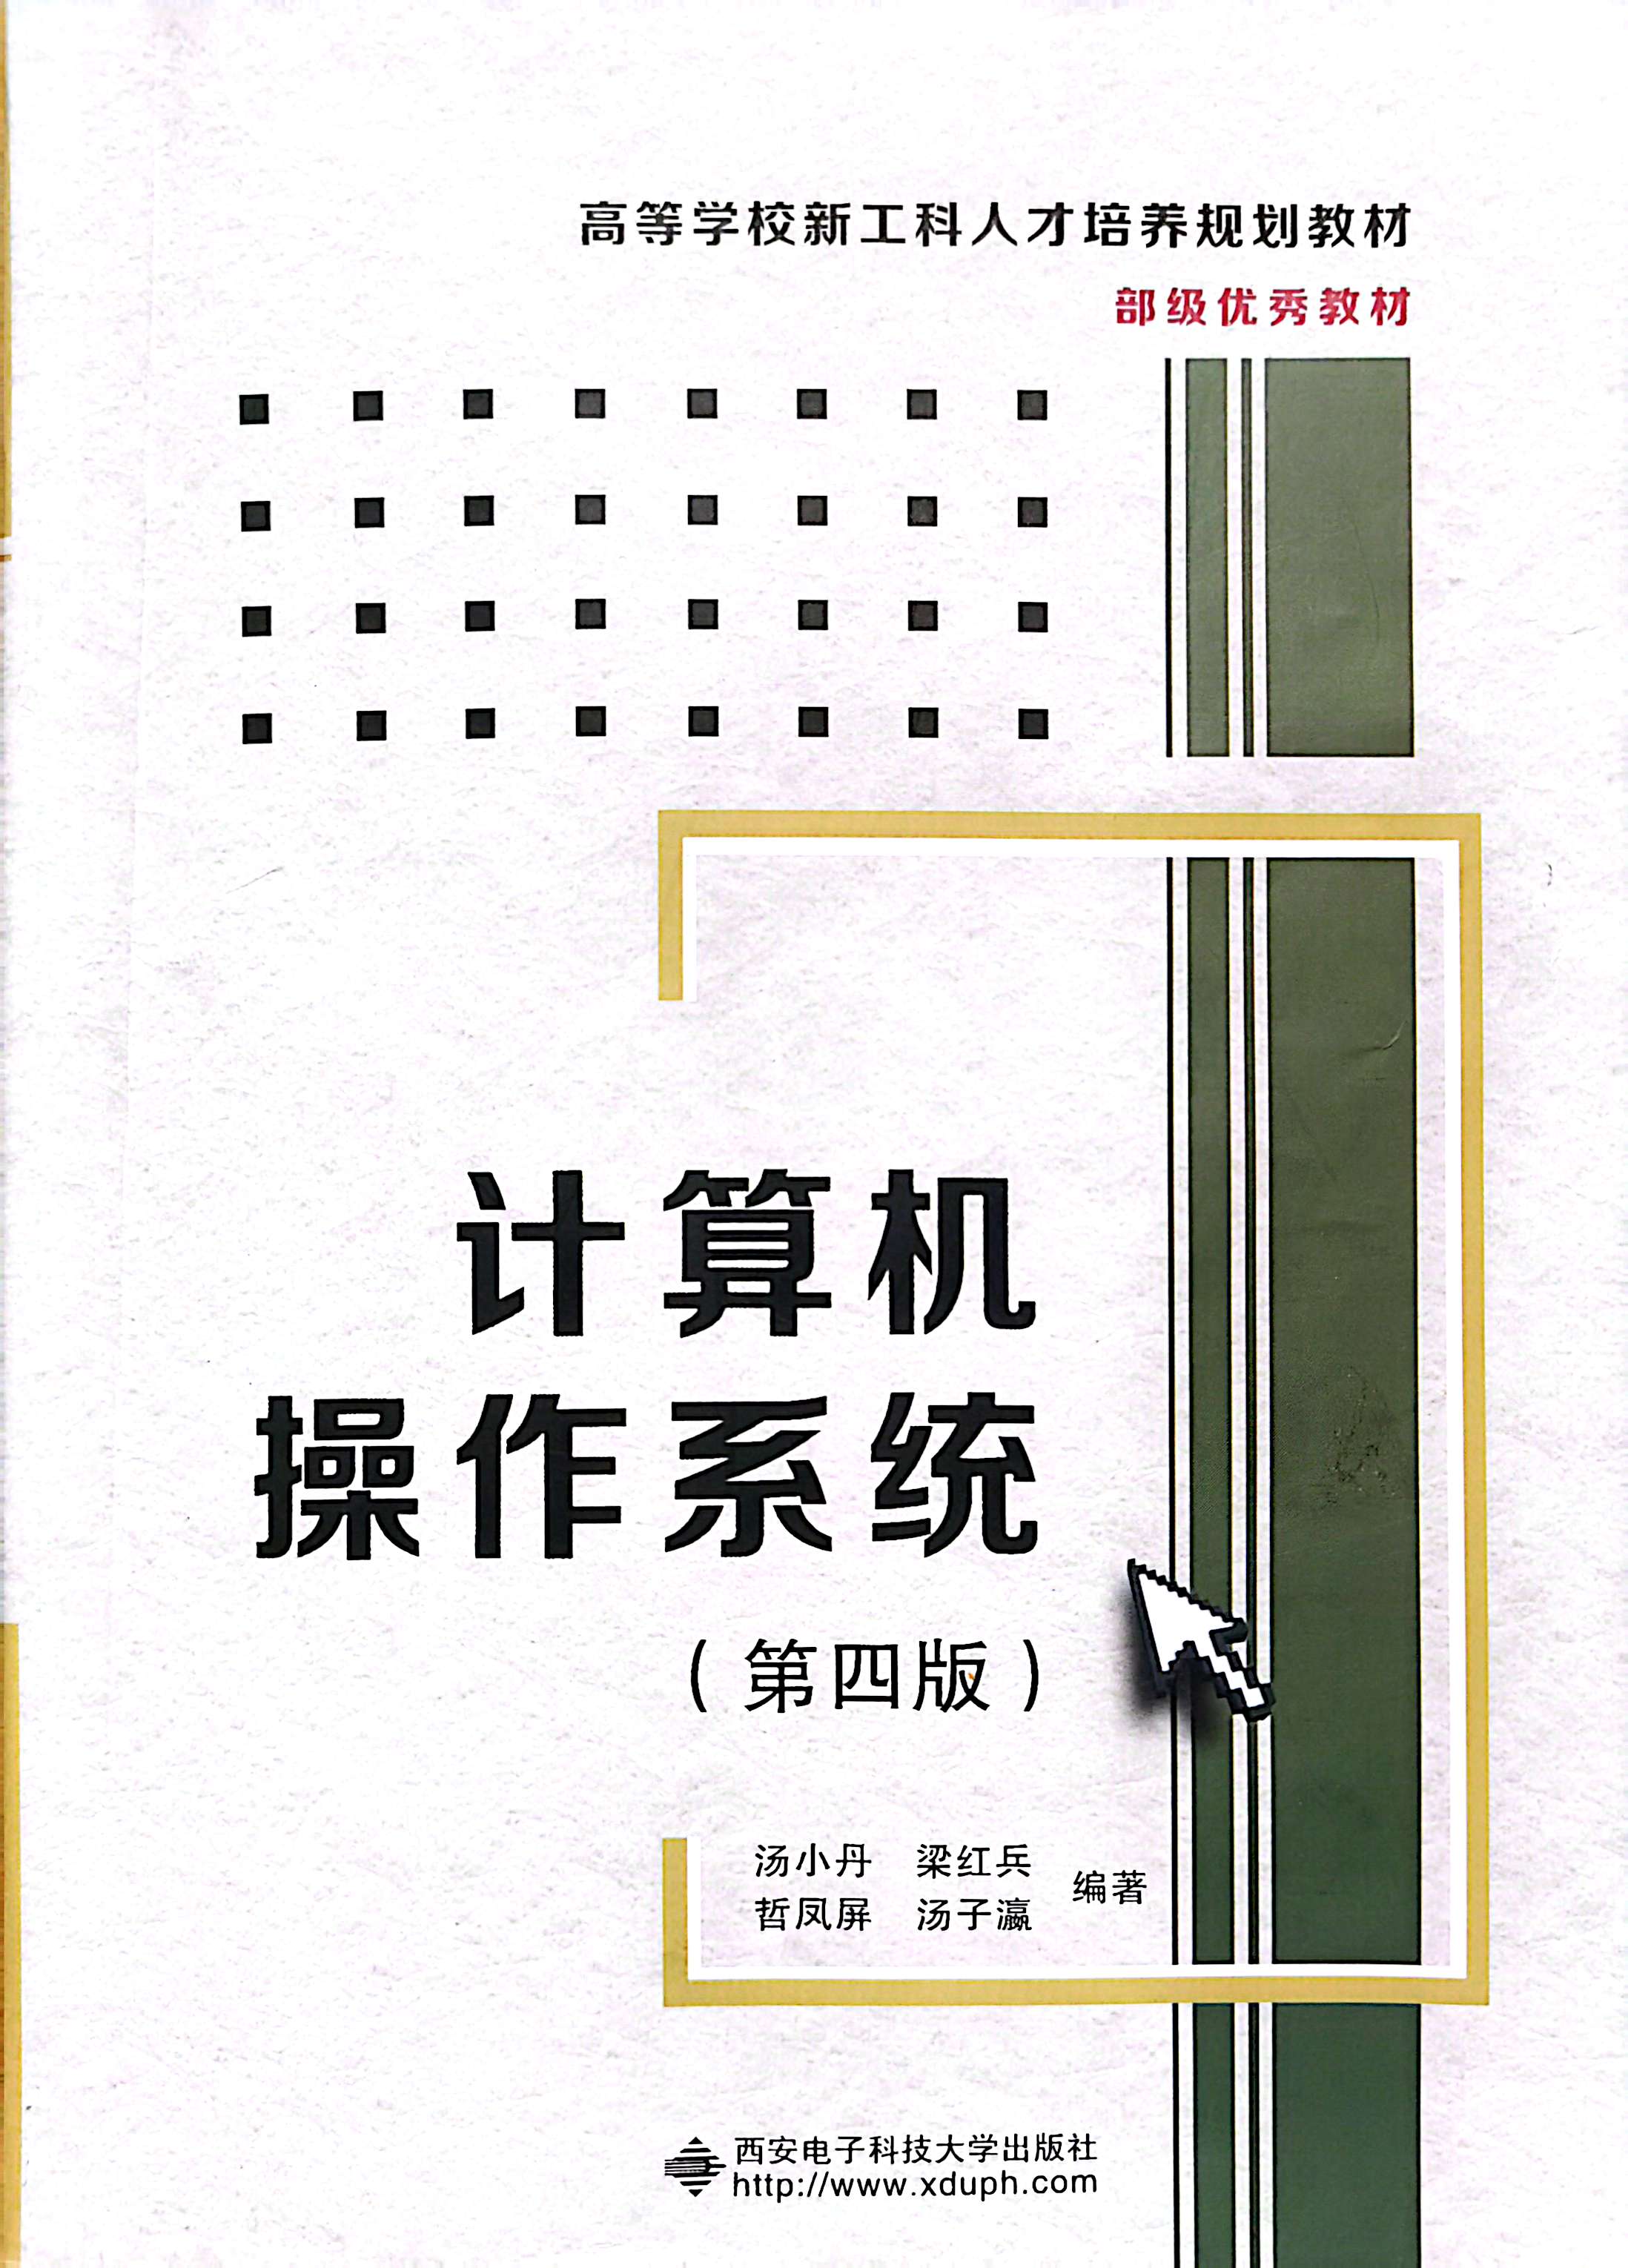 高等学校新工科人才培养规划教材
部级优秀教材
计算机
操作系统
（第四版）
汤小丹 梁红兵
哲凤屏 汤子瀛
编著
西安电子科技大学出版社
http://www.xduph.com